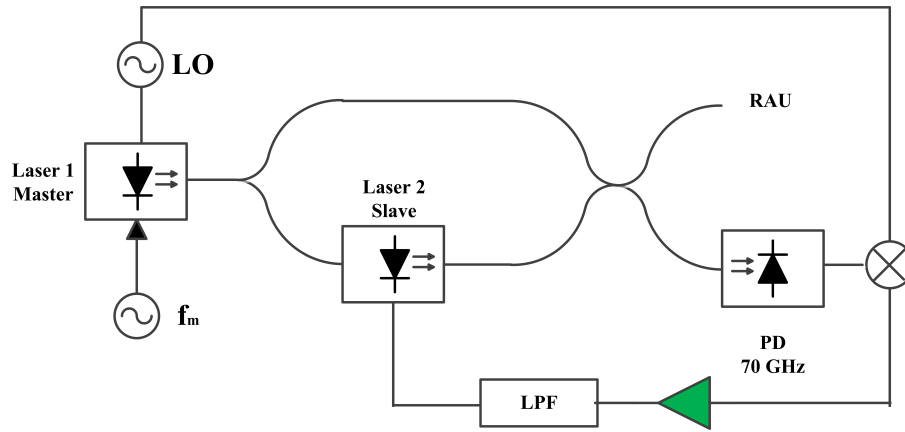 LO
RAU
Laser 1
Master
Laser 2
Slave
fm
PD
70 GHz
LPF